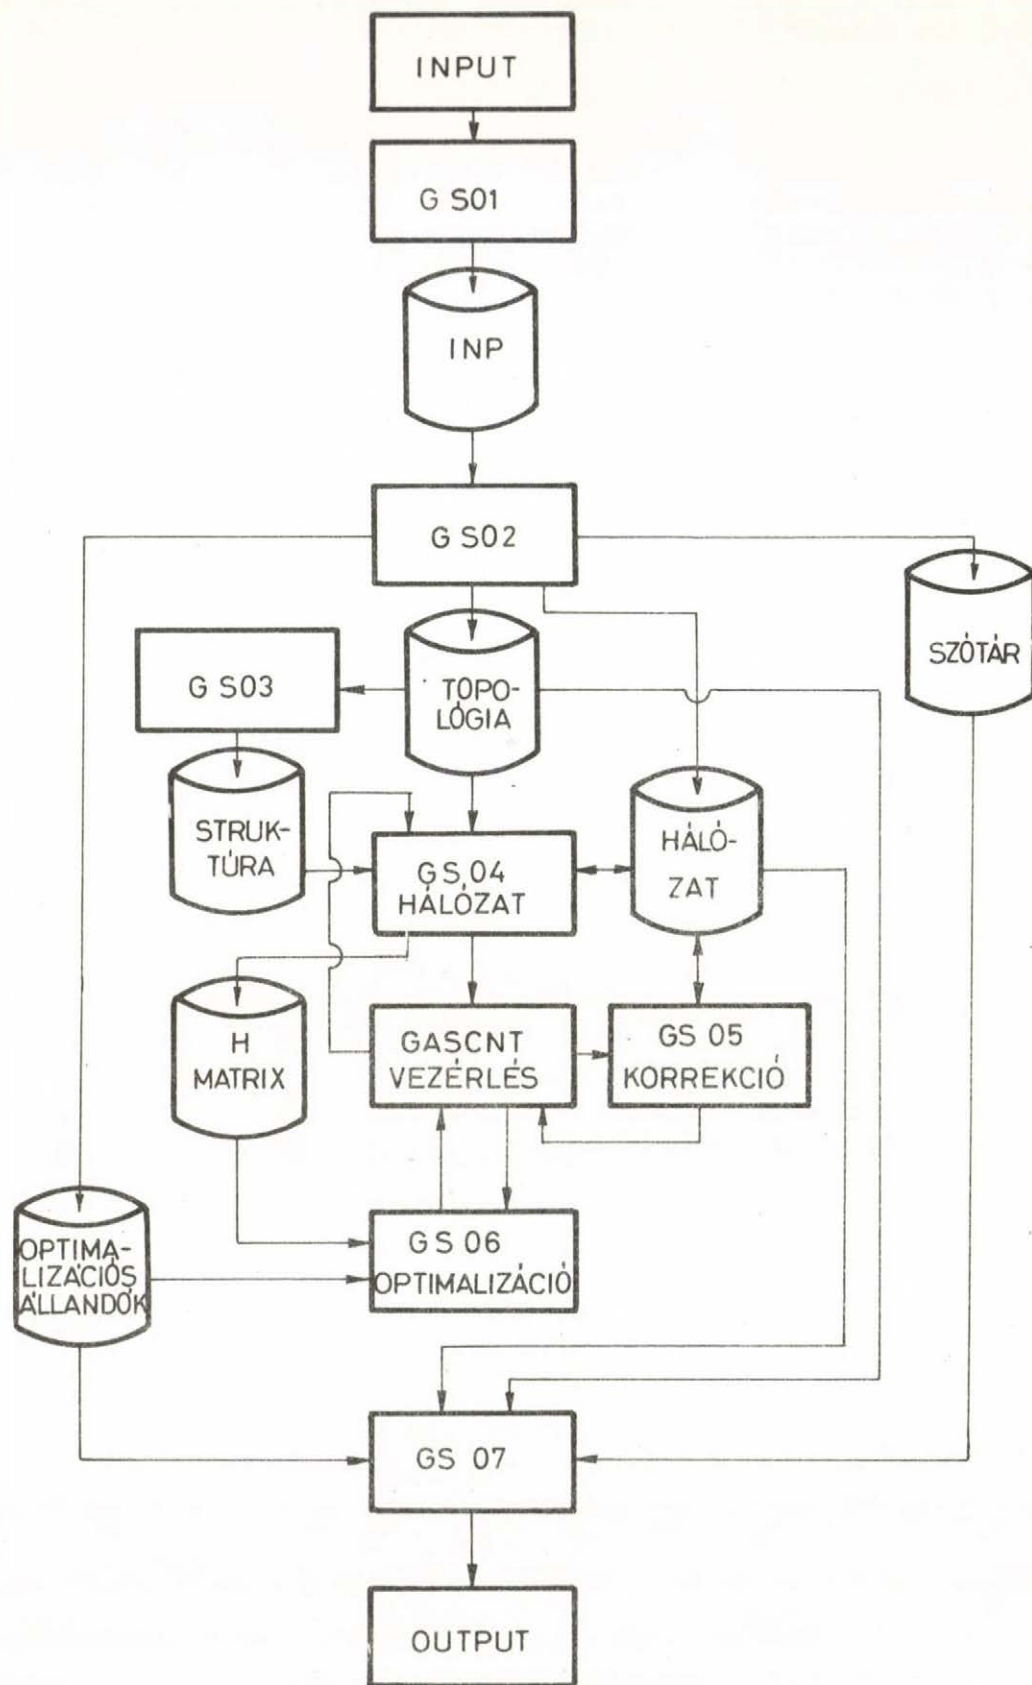 INPUT
G S01
INP
G S02
SZÓTÁR
G S03
TOPO-
LÓGIA
STRUK-
TÚRA
GS 04
HÁLÓZAT
HÁLÓ-
ZAT
H
MATRIX
GASCNT
VEZÉRLÉS
GS 05
KORREKCIÓ
OPTIMA-
LIZÁCIÓS
ÁLLANDÓK
GS 06
OPTIMALIZÁCIÓ
GS 07
OUTPUT